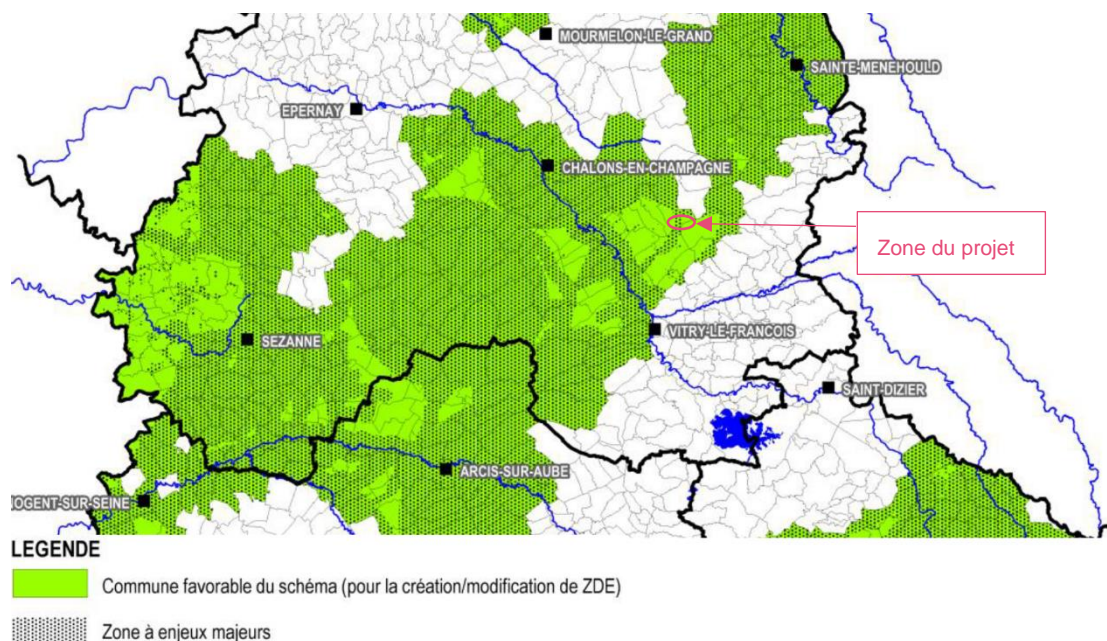 MOURMELON-LE-GRAND
SAINTE-MENEHOULD
EPERNAY
CHALONS-EN-CHAMPAGNE
Zone du projet
VITRY-LE-FRANCOIS
SEZANNE
SAINT-DIZIER
ARCIS-SUR-AUBE
OGENT-SUR-SEINE
LEGENDE
Commune favorable du schéma (pour la création/modification de ZDE)
Zone à enjeux majeurs